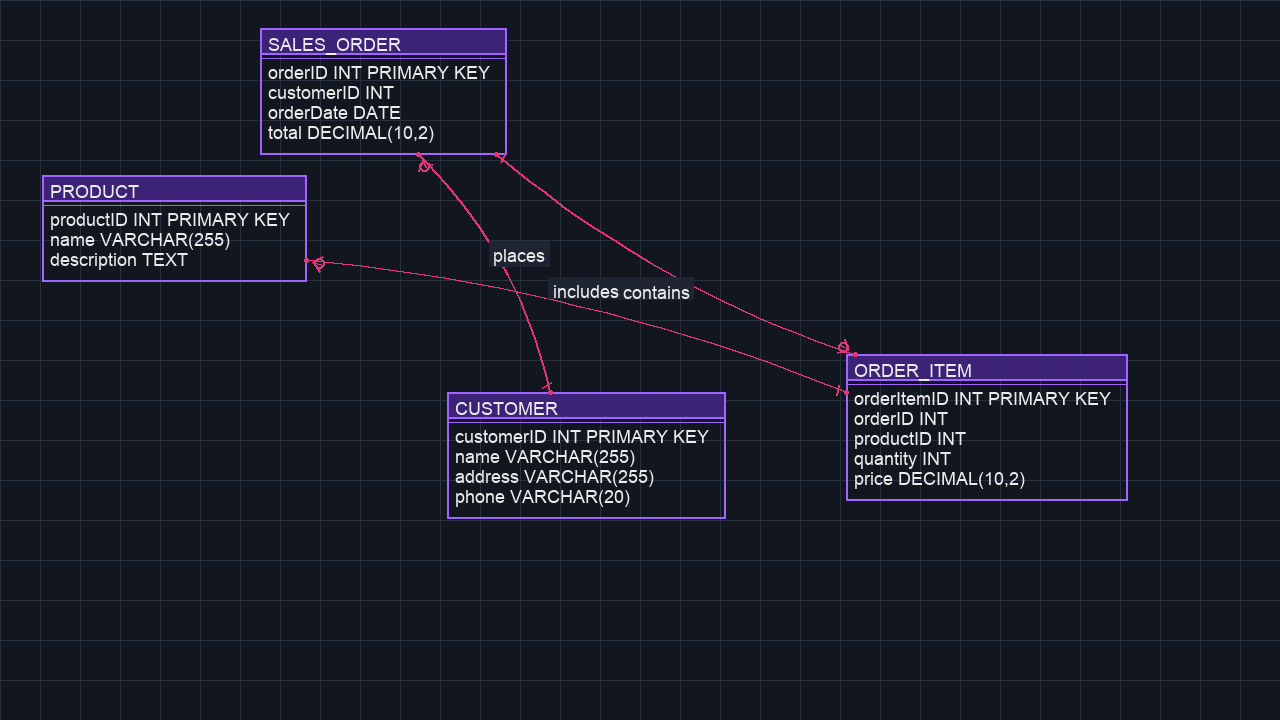 SALES_ORDER
orderID INT PRIMARY KEY
customerID INT
orderDate DATE
total DECIMAL(10,2)
PRODUCT
productID INT PRIMARY KEY
name VARCHAR(255)
description TEXT
places
includes
contains
ORDER_ITEM
orderItemID INT PRIMARY KEY
orderID INT
productID INT
quantity INT
price DECIMAL(10,2)
CUSTOMER
customerID INT PRIMARY KEY
name VARCHAR(255)
address VARCHAR(255)
phone VARCHAR(20)